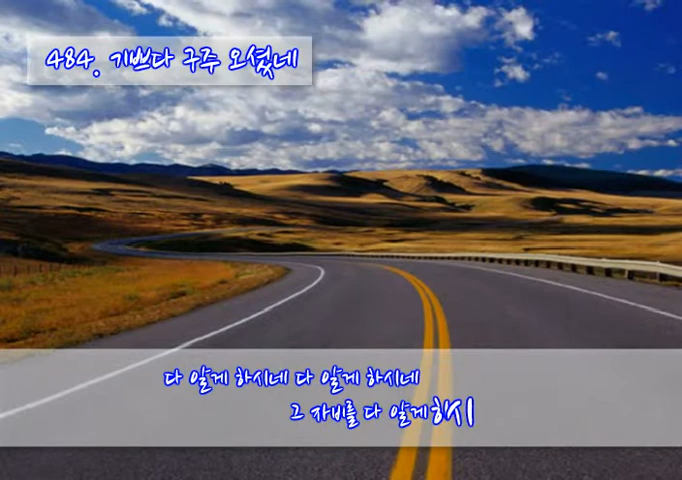 484. 기쁘다 구주 오셨네
다 알게 하시네 다 알게 하시네
그 자비를 다 알게 하시